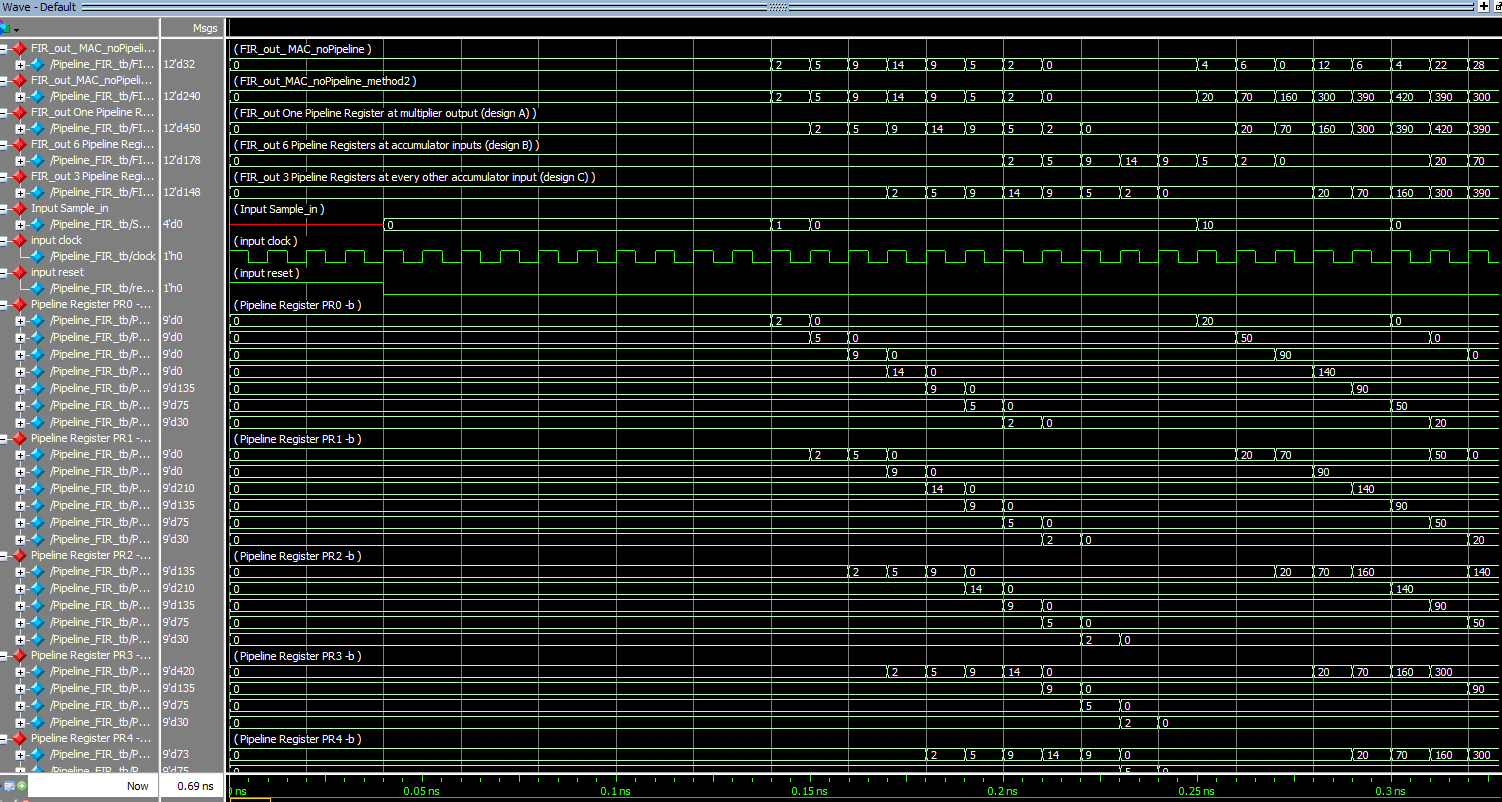 Wave - Default
Msgs
FIR_out_ MAC_noPipeli... ( FIR_out_ MAC_noPipeline )
/Pipeline_FIR_tb/FI... 12'd32 0 2 5 9 14 9 5 2 0 4 6 0 12 6 4 22 28
FIR_out_MAC_noPipeli... ( FIR_out_MAC_noPipeline_method2 )
/Pipeline_FIR_tb/FI... 12'd240 0 2 5 9 14 9 5 2 0 20 70 160 300 390 420 390 300
FIR_out One Pipeline R... ( FIR_out One Pipeline Register at multiplier output (design A) )
/Pipeline_FIR_tb/FI... 12'd450 0 2 5 9 14 9 5 2 0 20 70 160 300 390 420 390
FIR_out 6 Pipeline Regi... ( FIR_out 6 Pipeline Registers at accumulator inputs (design B) )
/Pipeline_FIR_tb/FI... 12'd178 0 2 5 9 14 9 5 2 0 20 70
FIR_out 3 Pipeline Regi... ( FIR_out 3 Pipeline Registers at every other accumulator input (design C) )
/Pipeline_FIR_tb/FI... 12'd148 0 2 5 9 14 9 5 2 0 20 70 160 300 390
Input Sample_in ( Input Sample_in )
/Pipeline_FIR_tb/S... 4'd0 0 1 0 10 0
input clock ( input clock )
/Pipeline_FIR_tb/clock 1'h0
input reset ( input reset )
/Pipeline_FIR_tb/re... 1'h0
Pipeline Register PR0 -... ( Pipeline Register PR0 -b )
/Pipeline_FIR_tb/P... 9'd0 0 2 0 20 0
/Pipeline_FIR_tb/P... 9'd0 0 5 0 50 0
/Pipeline_FIR_tb/P... 9'd0 0 9 0 90 0
/Pipeline_FIR_tb/P... 9'd0 0 14 0 140
/Pipeline_FIR_tb/P... 9'd135 0 9 0 90
/Pipeline_FIR_tb/P... 9'd75 0 5 0 50
/Pipeline_FIR_tb/P... 9'd30 0 2 0 20
Pipeline Register PR1 -... ( Pipeline Register PR1 -b )
/Pipeline_FIR_tb/P... 9'd0 0 2 5 0 20 70 50 0
/Pipeline_FIR_tb/P... 9'd0 0 9 0 90
/Pipeline_FIR_tb/P... 9'd210 0 14 0 140
/Pipeline_FIR_tb/P... 9'd135 0 9 0 90
/Pipeline_FIR_tb/P... 9'd75 0 5 0 50
/Pipeline_FIR_tb/P... 9'd30 0 2 0 20
Pipeline Register PR2 -... ( Pipeline Register PR2 -b )
/Pipeline_FIR_tb/P... 9'd135 0 2 5 9 0 20 70 160 140
/Pipeline_FIR_tb/P... 9'd210 0 14 0 140
/Pipeline_FIR_tb/P... 9'd135 0 9 0 90
/Pipeline_FIR_tb/P... 9'd75 0 5 0 50
/Pipeline_FIR_tb/P... 9'd30 0 2 0
Pipeline Register PR3 -... ( Pipeline Register PR3 -b )
/Pipeline_FIR_tb/P... 9'd420 0 2 5 9 14 0 20 70 160 300
/Pipeline_FIR_tb/P... 9'd135 0 9 0 90
/Pipeline_FIR_tb/P... 9'd75 0 5 0
/Pipeline_FIR_tb/P... 9'd30 0 2 0
Pipeline Register PR4 -... ( Pipeline Register PR4 -b )
/Pipeline_FIR_tb/P... 9'd73 0 2 5 9 14 9 0 20 70 160 300
/Pipeline_FIR_tb/P... 9'd75 0 5 0
Now 0.69 ns ns 0.05 ns 0.1 ns 0.15 ns 0.2 ns 0.25 ns 0.3 ns